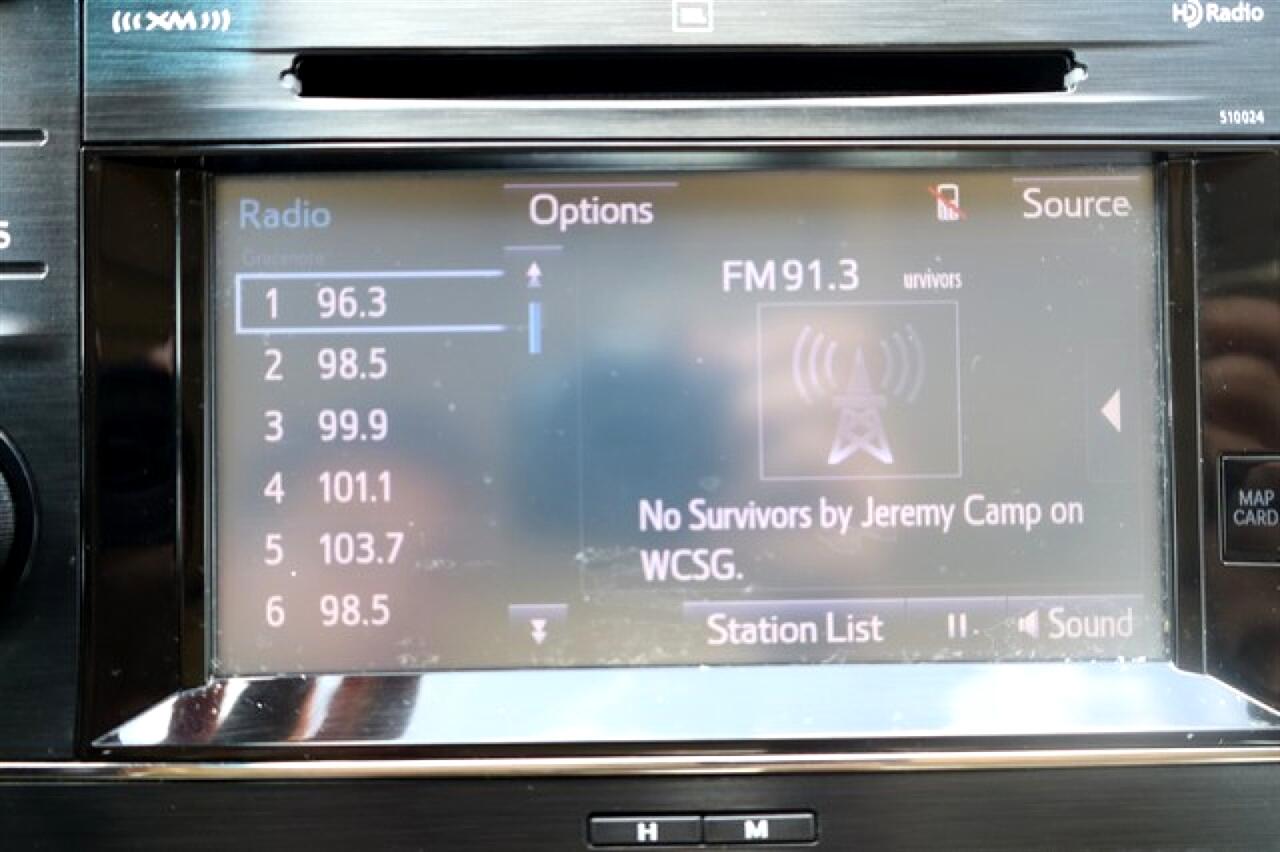 XM
JBL
HD Radio
510024
Radio
Options
Source
Gracenote
FM 91.3
urvivors
1 96.3
2 98.5
3 99.9
4 101.1
5 103.7
6 98.5
No Survivors by Jeremy Camp on
WCSG.
Station List
Sound
MAP
CARD
H
M